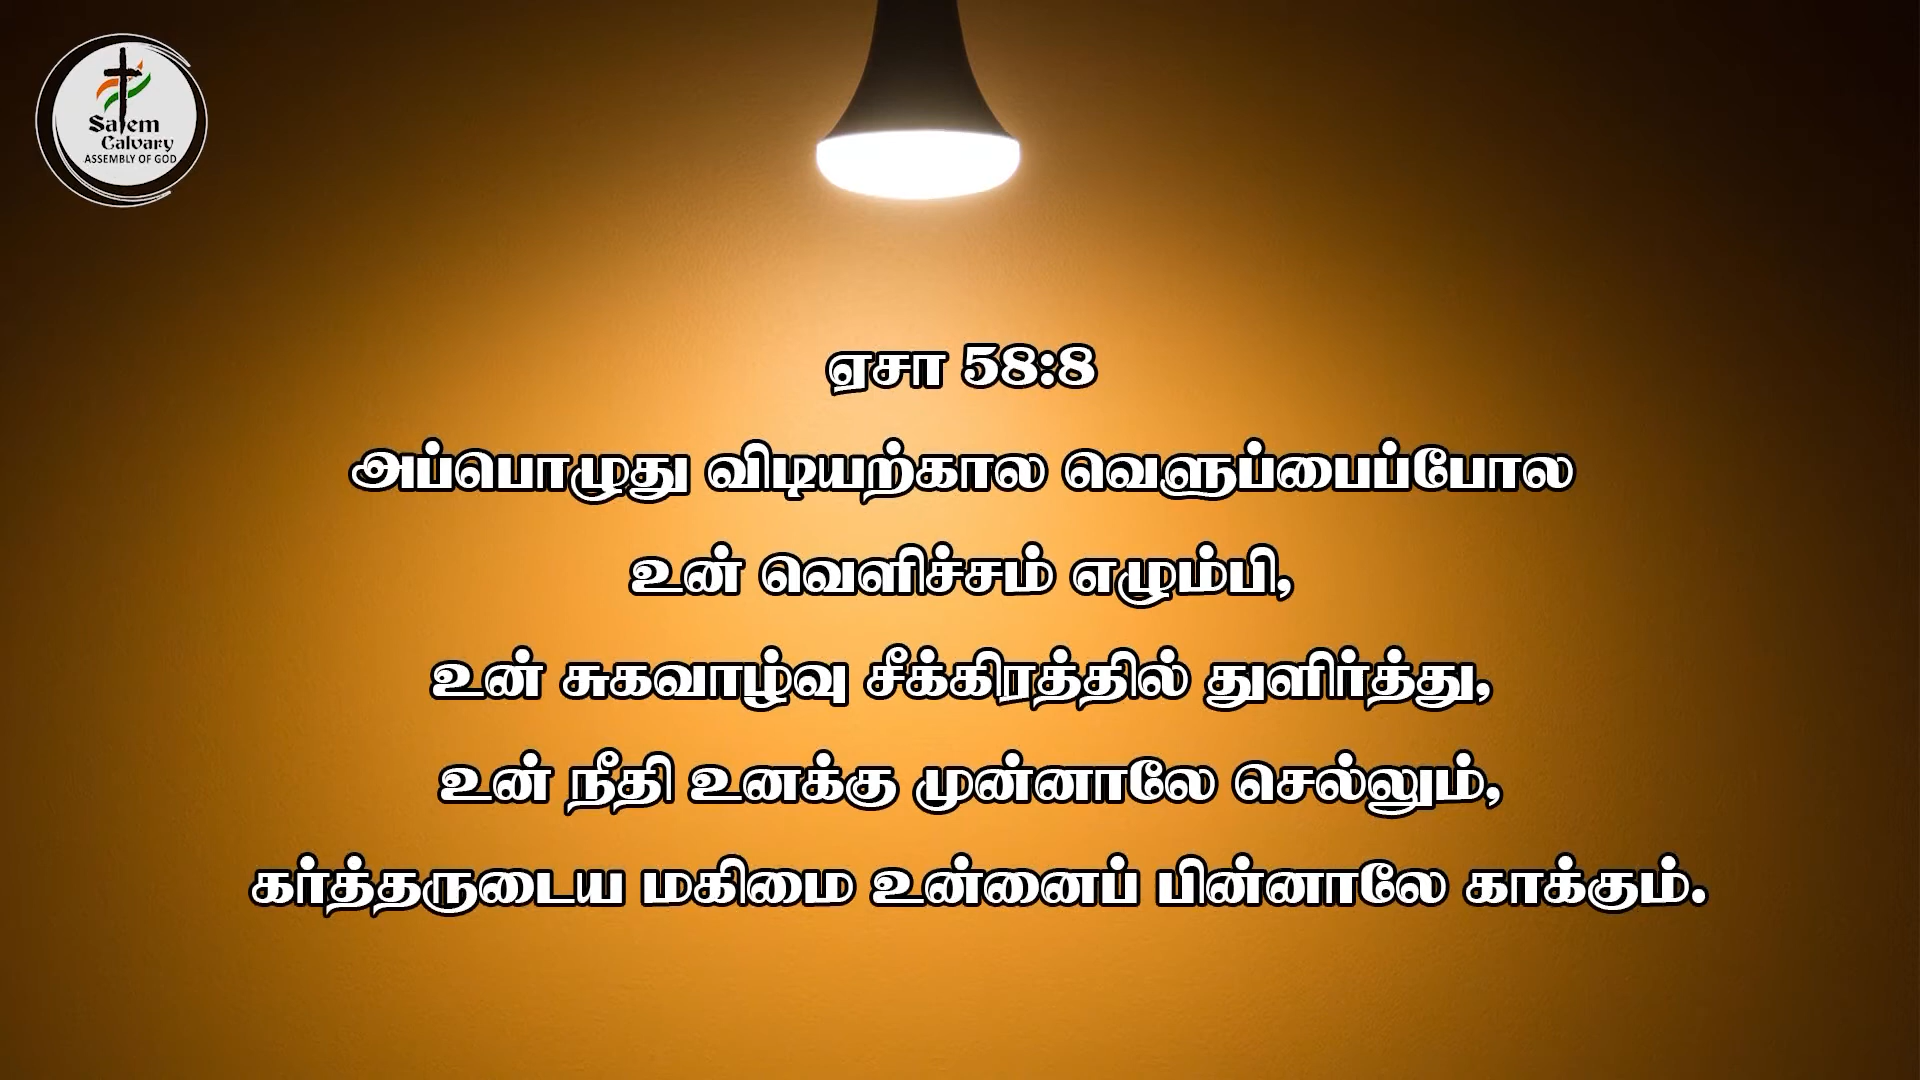 Salem
Calvary
ASSEMBLY OF GOD
ஏசா 58:8
அப்பொழுது விடியற்கால வெளுப்பைப்போல
உன் வெளிச்சம் எழும்பி,
உன் சுகவாழ்வு சீக்கிரத்தில் துளிர்த்து,
உன் நீதி உனக்கு முன்னாலே செல்லும்,
கர்த்தருடைய மகிமை உன்னைப் பின்னாலே காக்கும்.